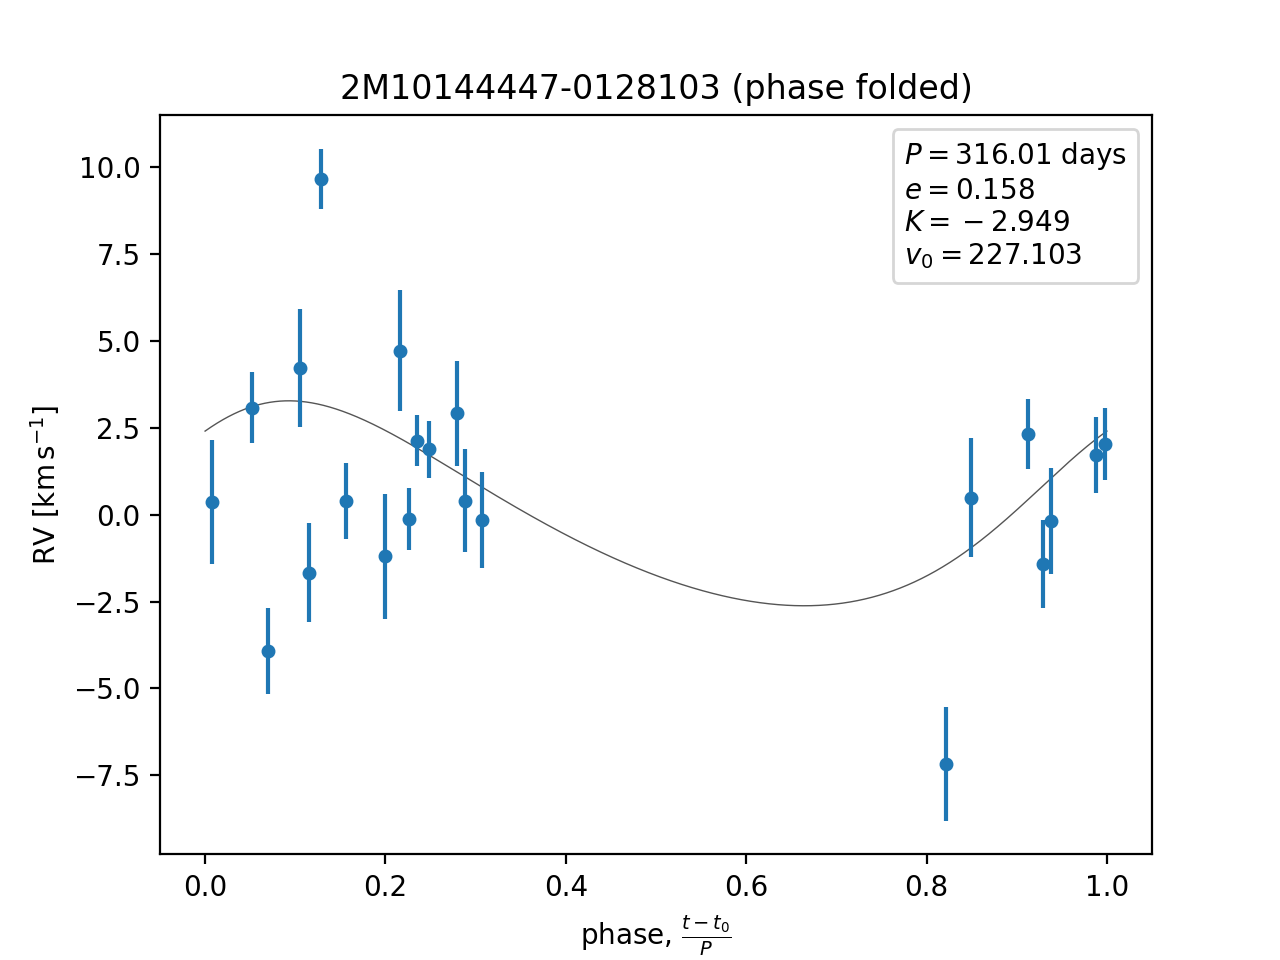 2M10144447-0128103 (phase folded)
P = 316.01 days
e = 0.158
K = −2.949
v₀ = 227.103
RV [km s⁻¹]
10.0
7.5
5.0
2.5
0.0
−2.5
−5.0
−7.5
0.0 0.2 0.4 0.6 0.8 1.0
phase, (t − t₀)/P